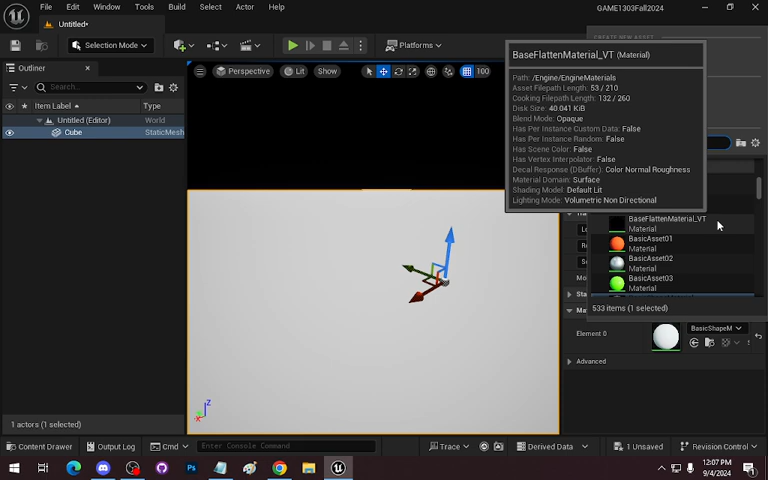 File Edit Window Tools Build Select Actor Help
GAME1303Fall2024
Untitled*
Selection Mode
Platforms
Outliner
Search...
Item Label
Type
Untitled (Editor)
World
Cube
StaticMesh
1 actors (1 selected)
Perspective
Lit
Show
100
BaseFlattenMaterial_VT (Material)
Path: /Engine/EngineMaterials
Asset Filepath Length: 53 / 210
Cooking Filepath Length: 132 / 260
Disk Size: 40.041 KiB
Blend Mode: Opaque
Has Per Instance Custom Data: False
Has Per Instance Random: False
Has Scene Color: False
Has Vertex Interpolator: False
Decal Response (DBuffer): Color Normal Roughness
Material Domain: Surface
Shading Model: Default Lit
Lighting Mode: Volumetric Non Directional
BaseFlattenMaterial_VT
Material
BasicAsset01
Material
BasicAsset02
Material
BasicAsset03
Material
533 items (1 selected)
Element 0
BasicShapeM
Advanced
Content Drawer
Output Log
Cmd
Enter Console Command
Trace
Derived Data
1 Unsaved
Revision Control
12:07 PM
9/4/2024